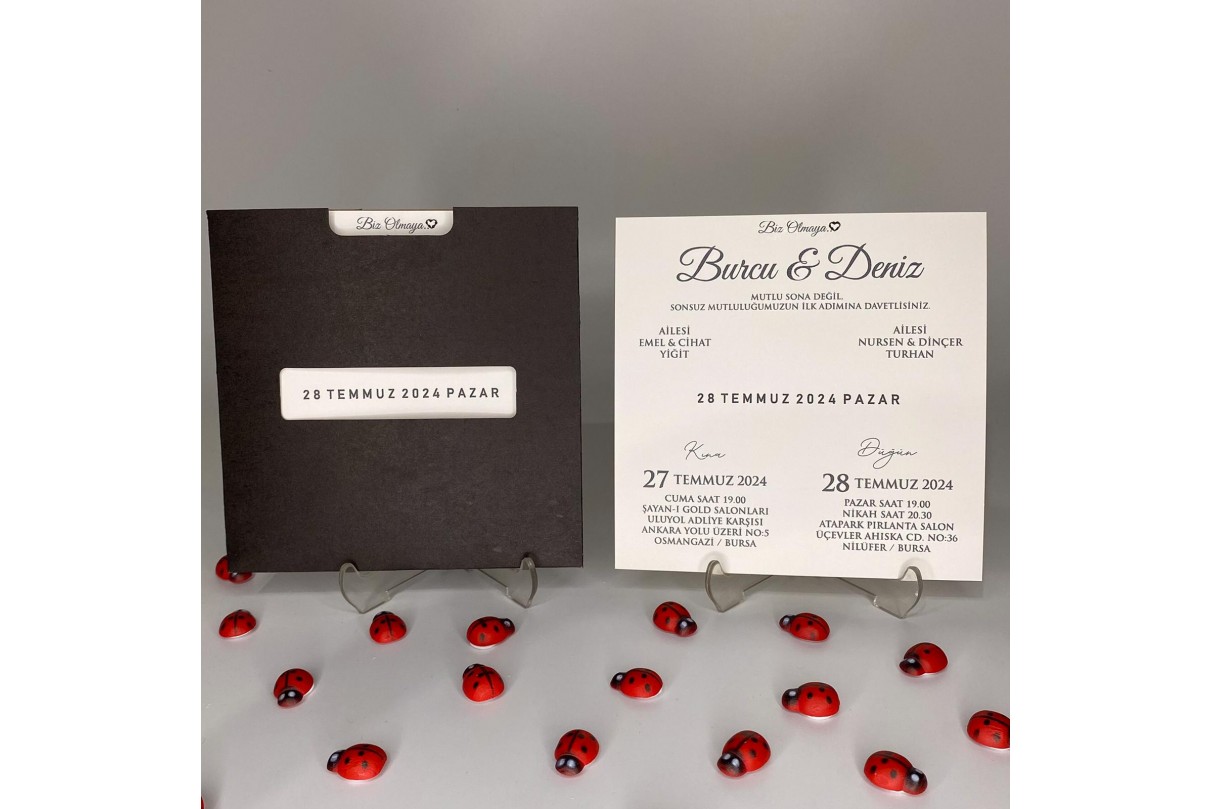 Biz Olmaya.
28 TEMMUZ 2024 PAZAR
Biz Olmaya.
Burcu & Deniz
MUTLU SONA DEĞİL,
SONSUZ MUTLULUĞUMUZUN İLK ADIMINA DAVETLİSİNİZ.
AİLESİ
EMEL & CİHAT
YİĞİT
AİLESİ
NURSEN & DİNÇER
TURHAN
28 TEMMUZ 2024 PAZAR
Kına
27 TEMMUZ 2024
CUMA SAAT 19.00
ŞAYAN-I GOLD SALONLARI
ULUYOL ADLİYE KARŞISI
ANKARA YOLU ÜZERİ NO:5
OSMANGAZİ / BURSA
Düğün
28 TEMMUZ 2024
PAZAR SAAT 19.00
NİKAH SAAT 20.30
ATAPARK PIRLANTA SALON
ÜÇEVLER AHISKA CD. NO:36
NİLÜFER / BURSA